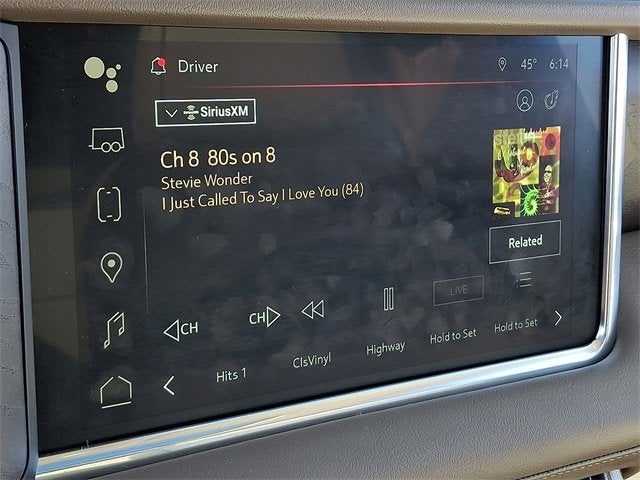 Driver
45° 6:14
SiriusXM
Ch 8 80s on 8
Stevie Wonder
I Just Called To Say I Love You (84)
Related
CH
CH
LIVE
Hits 1
ClsVinyl
Highway
Hold to Set
Hold to Set